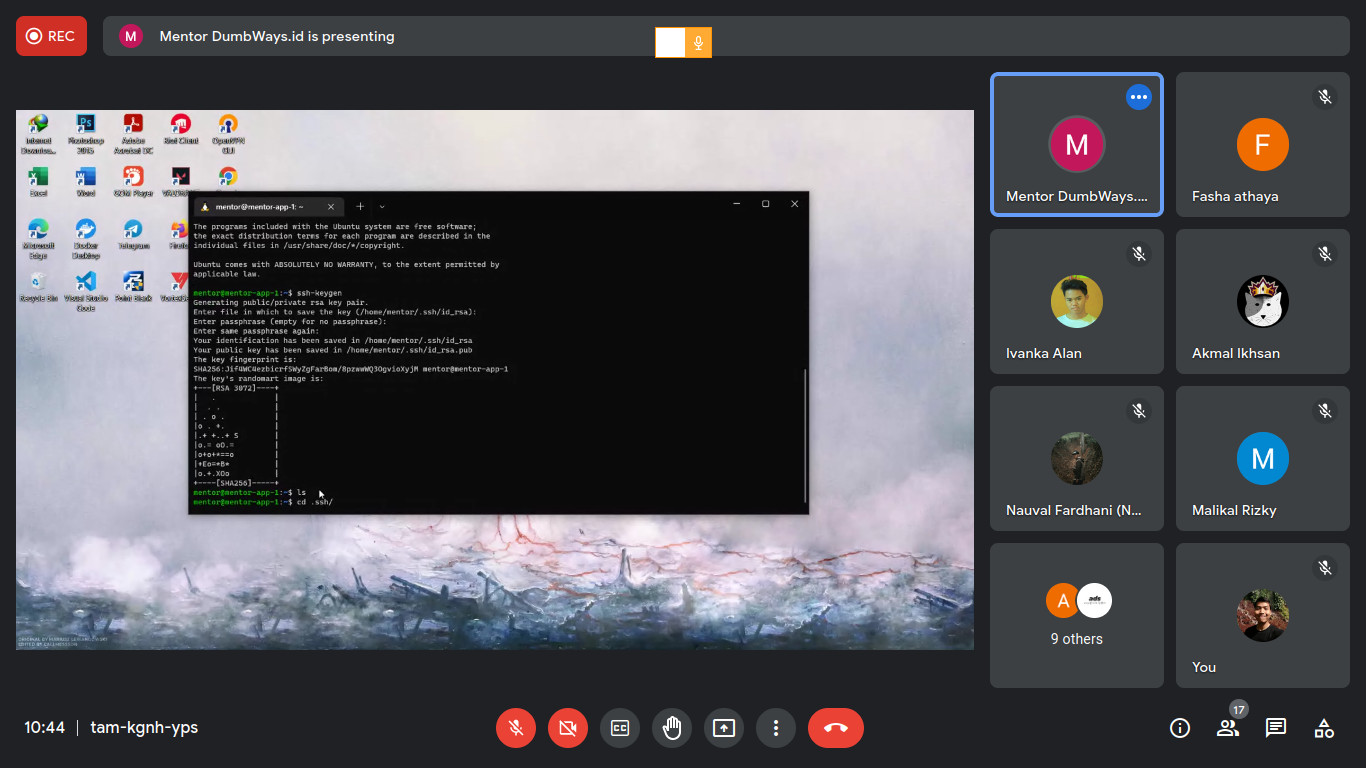 REC
M
Mentor DumbWays.id is presenting
Internet Downloa...
Photoshop 2015
Adobe Acrobat DC
Riot Client
OpenVPN GUI
Excel
Word
GOM Player
Microsoft Edge
Docker Desktop
Telegram
Recycle Bin
Visual Studio Code
Point Blank
mentor@mentor-app-1: ~
The programs included with the Ubuntu system are free software;
the exact distribution terms for each program are described in the
individual files in /usr/share/doc/*/copyright.
Ubuntu comes with ABSOLUTELY NO WARRANTY, to the extent permitted by
applicable law.
mentor@mentor-app-1:~$ ssh-keygen
Generating public/private rsa key pair.
Enter file in which to save the key (/home/mentor/.ssh/id_rsa):
Enter passphrase (empty for no passphrase):
Enter same passphrase again:
Your identification has been saved in /home/mentor/.ssh/id_rsa
Your public key has been saved in /home/mentor/.ssh/id_rsa.pub
The key fingerprint is:
SHA256:Jif4WC4ezbicrfSWyZgFarBom/8pzawWQ3OgvioXyjM mentor@mentor-app-1
The key's randomart image is:
+---[RSA 3072]----+
|   .             |
|  . .            |
| . o .           |
|o . +.           |
|.+ +..+ S        |
|o.= oO.=         |
|o+o+*==o         |
|+Eo=+B*          |
|o.+.XOo          |
+----[SHA256]-----+
mentor@mentor-app-1:~$ ls
mentor@mentor-app-1:~$ cd .ssh/
M
Mentor DumbWays....
F
Fasha athaya
Ivanka Alan
Akmal Ikhsan
Nauval Fardhani (N...
M
Malikal Rizky
A
ads
9 others
You
10:44 | tam-kgnh-yps
CC
17